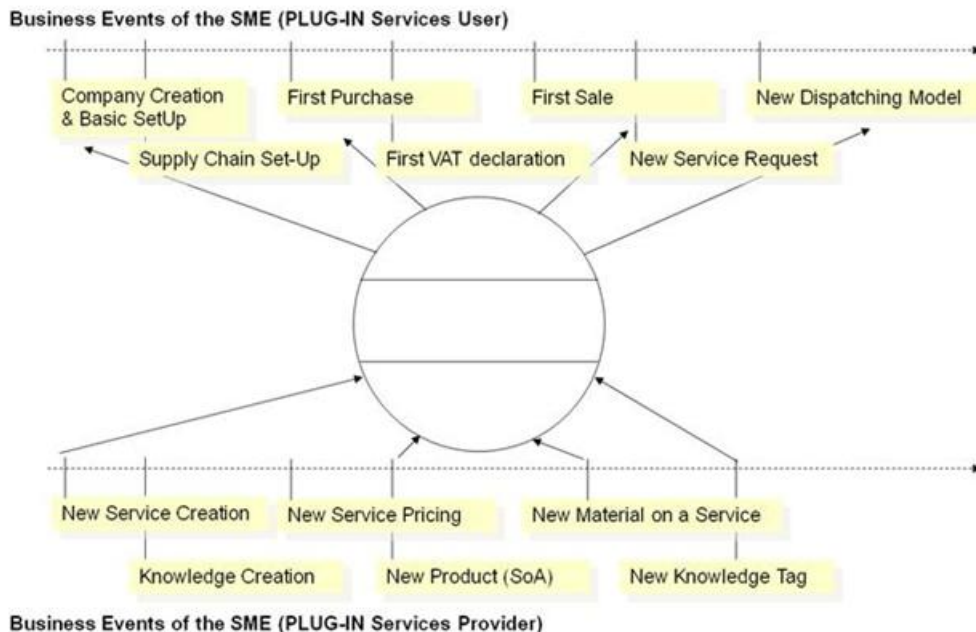 Business Events of the SME (PLUG-IN Services User)
Company Creation
& Basic SetUp
First Purchase
First Sale
New Dispatching Model
Supply Chain Set-Up
First VAT declaration
New Service Request
New Service Creation
New Service Pricing
New Material on a Service
Knowledge Creation
New Product (SoA)
New Knowledge Tag
Business Events of the SME (PLUG-IN Services Provider)